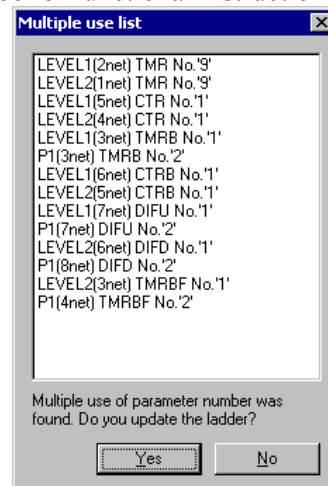 Multiple use list
LEVEL1(2net) TMR No.'9'
LEVEL2(1net) TMR No.'9'
LEVEL1(5net) CTR No.'1'
LEVEL2(4net) CTR No.'1'
LEVEL1(3net) TMRB No.'1'
P1(3net) TMRB No.'2'
LEVEL1(6net) CTRB No.'1'
LEVEL2(5net) CTRB No.'1'
LEVEL1(7net) DIFU No.'1'
P1(7net) DIFU No.'2'
LEVEL2(6net) DIFD No.'1'
P1(8net) DIFD No.'2'
LEVEL2(3net) TMRBF No.'1'
P1(4net) TMRBF No.'2'
Multiple use of parameter number was
found. Do you update the ladder?
Yes No